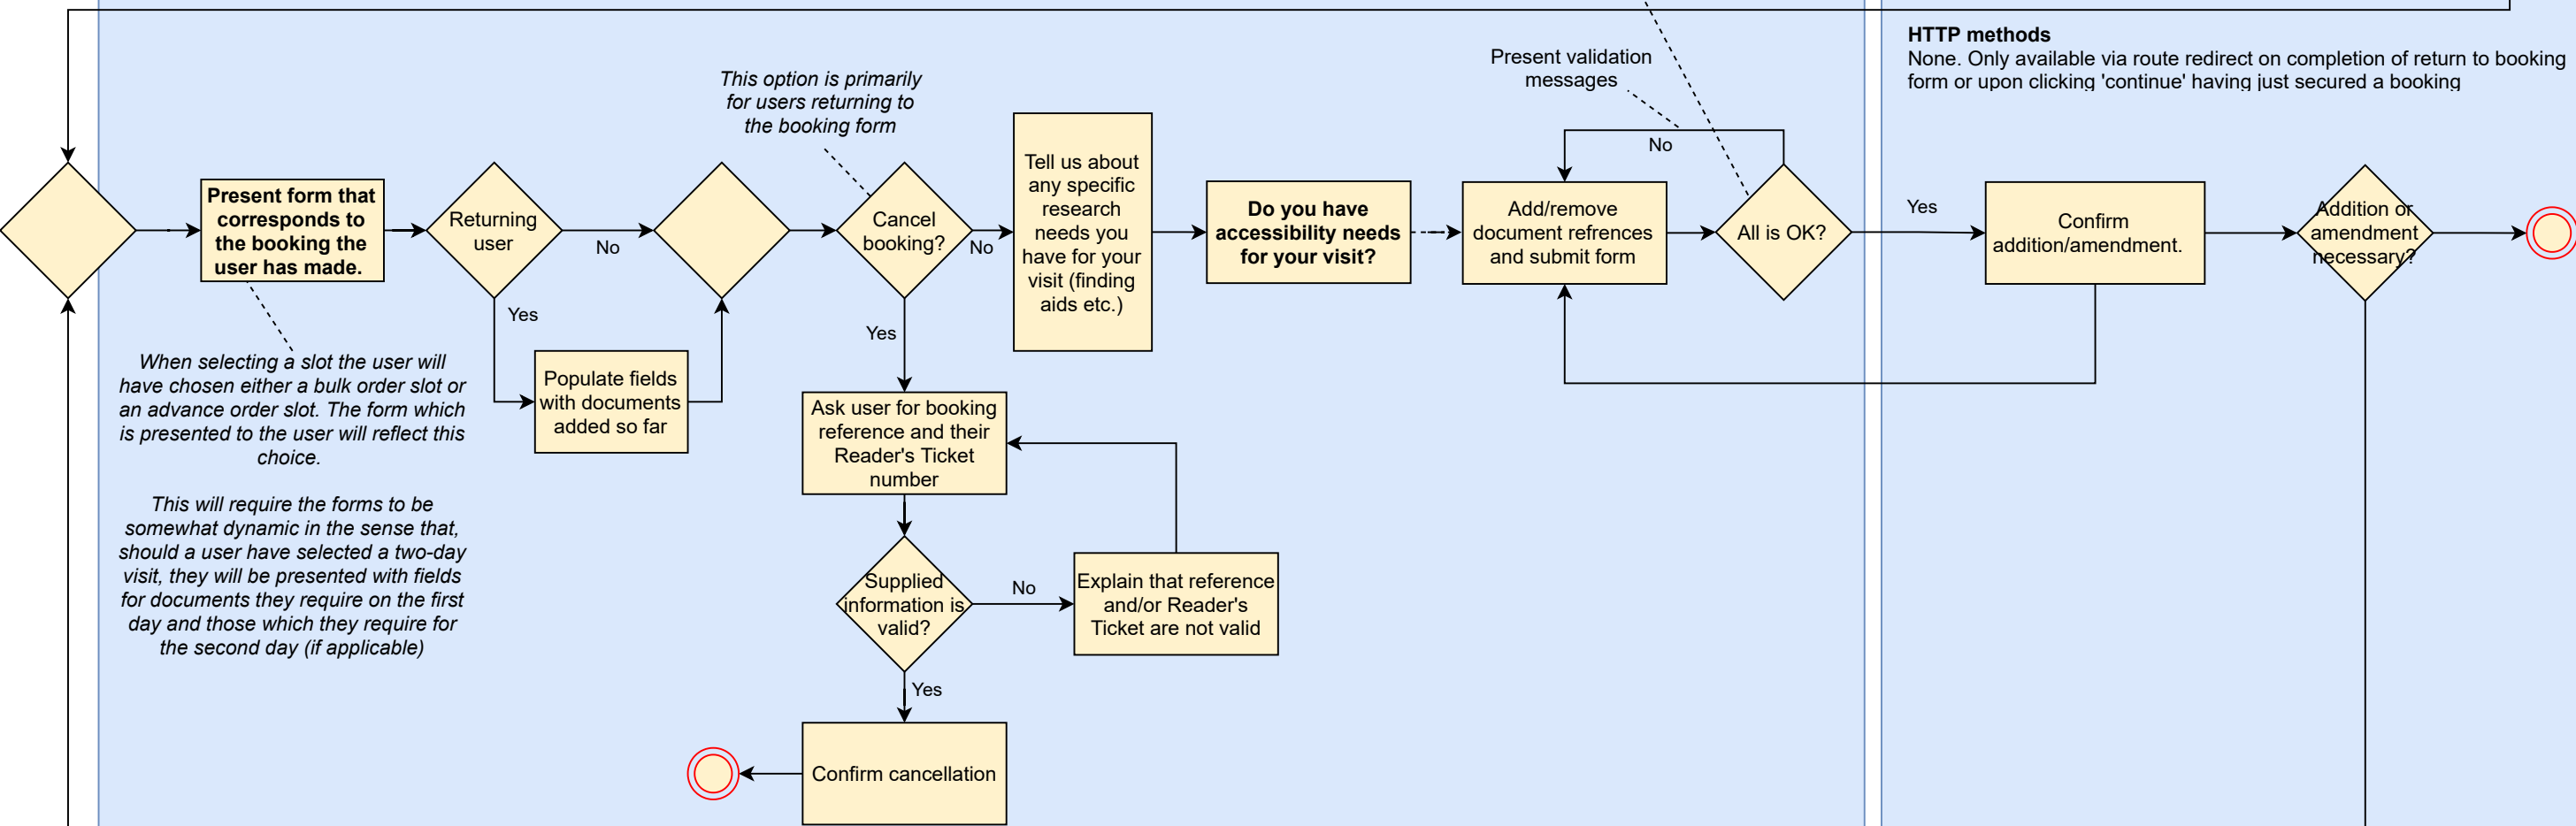 HTTP methods
None. Only available via route redirect on completion of return to booking
form or upon clicking 'continue' having just secured a booking
Present validation
messages
This option is primarily
for users returning to
the booking form
No
Present form that
corresponds to
the booking the
user has made.
Returning
user
No
Yes
Populate fields
with documents
added so far
Cancel
booking?
No
Yes
Tell us about
any specific
research
needs you
have for your
visit (finding
aids etc.)
Do you have
accessibility needs
for your visit?
Add/remove
document refrences
and submit form
All is OK?
Yes
Confirm
addition/amendment.
Addition or
amendment
necessary?
When selecting a slot the user will
have chosen either a bulk order slot or
an advance order slot. The form which
is presented to the user will reflect this
choice.
This will require the forms to be
somewhat dynamic in the sense that,
should a user have selected a two-day
visit, they will be presented with fields
for documents they require on the first
day and those which they require for
the second day (if applicable)
Ask user for booking
reference and their
Reader's Ticket
number
Supplied
information is
valid?
No
Explain that reference
and/or Reader's
Ticket are not valid
Yes
Confirm cancellation